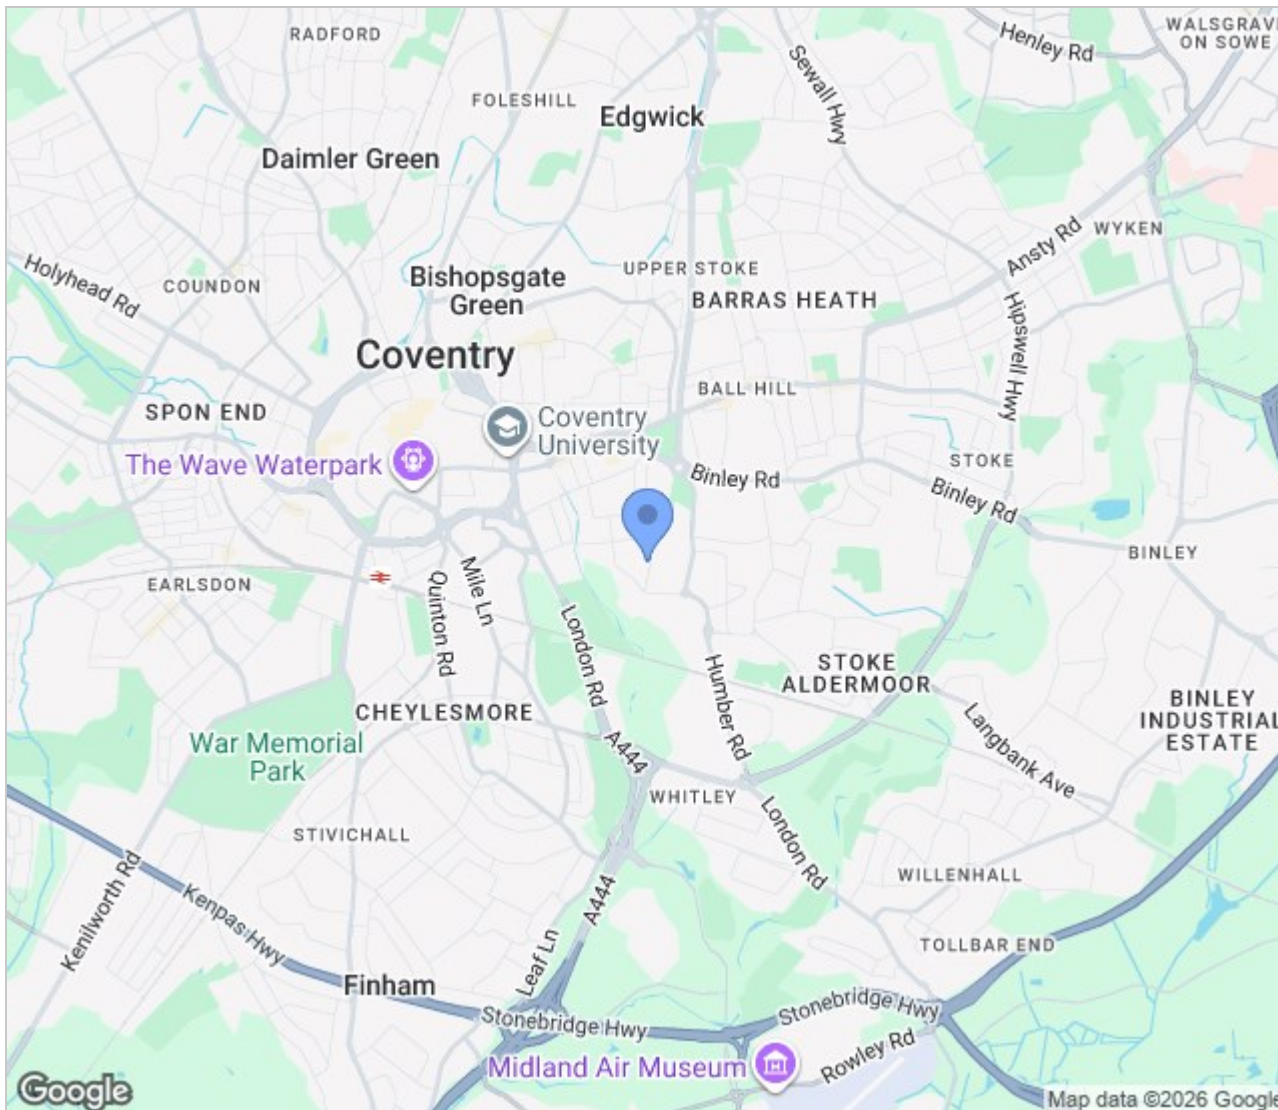 RADFORD
Henley Rd
WALSGRAVE
ON SOWE
Sewall Hwy
FOLESHILL
Edgwick
Daimler Green
Ansty Rd
WYKEN
Holyhead Rd
COUNDON
Bishopsgate
Green
UPPER STOKE
BARRAS HEATH
Hipswell Hwy
Coventry
BALL HILL
SPON END
Coventry
University
The Wave Waterpark
Binley Rd
STOKE
Binley Rd
BINLEY
EARLSDON
Quinton Rd
Mile Ln
London Rd
STOKE
ALDERMOOR
Humber Rd
CHEYLESMORE
Langbank Ave
BINLEY
INDUSTRIAL
ESTATE
War Memorial
Park
A444
WHITLEY
London Rd
STIVICHALL
Kenilworth Rd
Kenpas Hwy
A444
WILLENHALL
Leaf Ln
TOLLBAR END
Finham
Stonebridge Hwy
Stonebridge Hwy
Midland Air Museum
Rowley Rd
Google
Map data ©2026 Google